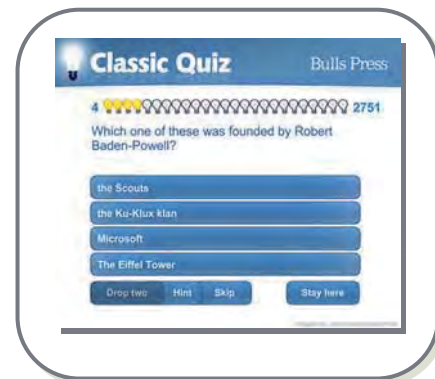 Classic Quiz
Bulls Press
4 2751
Which one of these was founded by Robert
Baden-Powell?
the Scouts
the Ku-Klux klan
Microsoft
The Eiffel Tower
Drop two Hint Skip Stay here